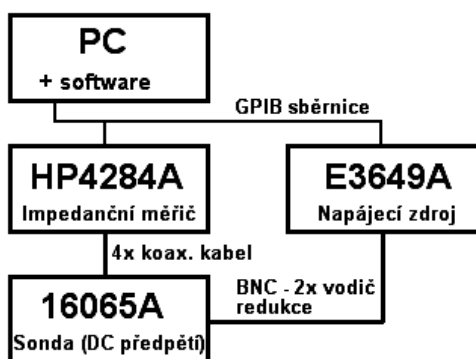 PC
+ software
GPIB sběrnice
HP4284A
Impedanční měřič
E3649A
Napájecí zdroj
4x koax. kabel
BNC - 2x vodič
redukce
16065A
Sonda (DC předpětí)